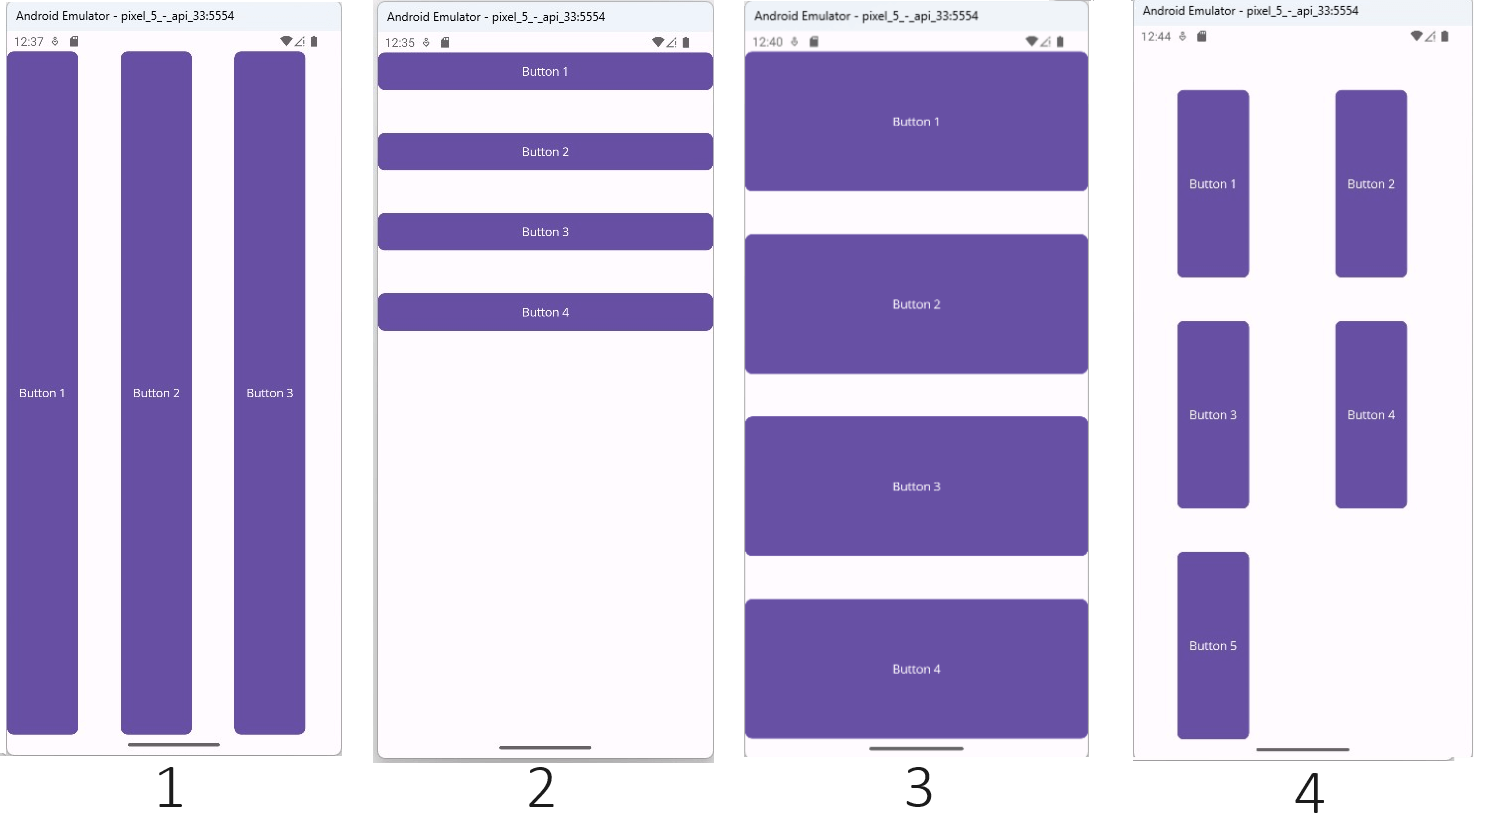 Android Emulator - pixel_5_-_api_33:5554
12:37
Button 1
Button 2
Button 3
1
Android Emulator - pixel_5_-_api_33:5554
12:35
Button 1
Button 2
Button 3
Button 4
2
Android Emulator - pixel_5_-_api_33:5554
12:40
Button 1
Button 2
Button 3
Button 4
3
Android Emulator - pixel_5_-_api_33:5554
12:44
Button 1
Button 2
Button 3
Button 4
Button 5
4